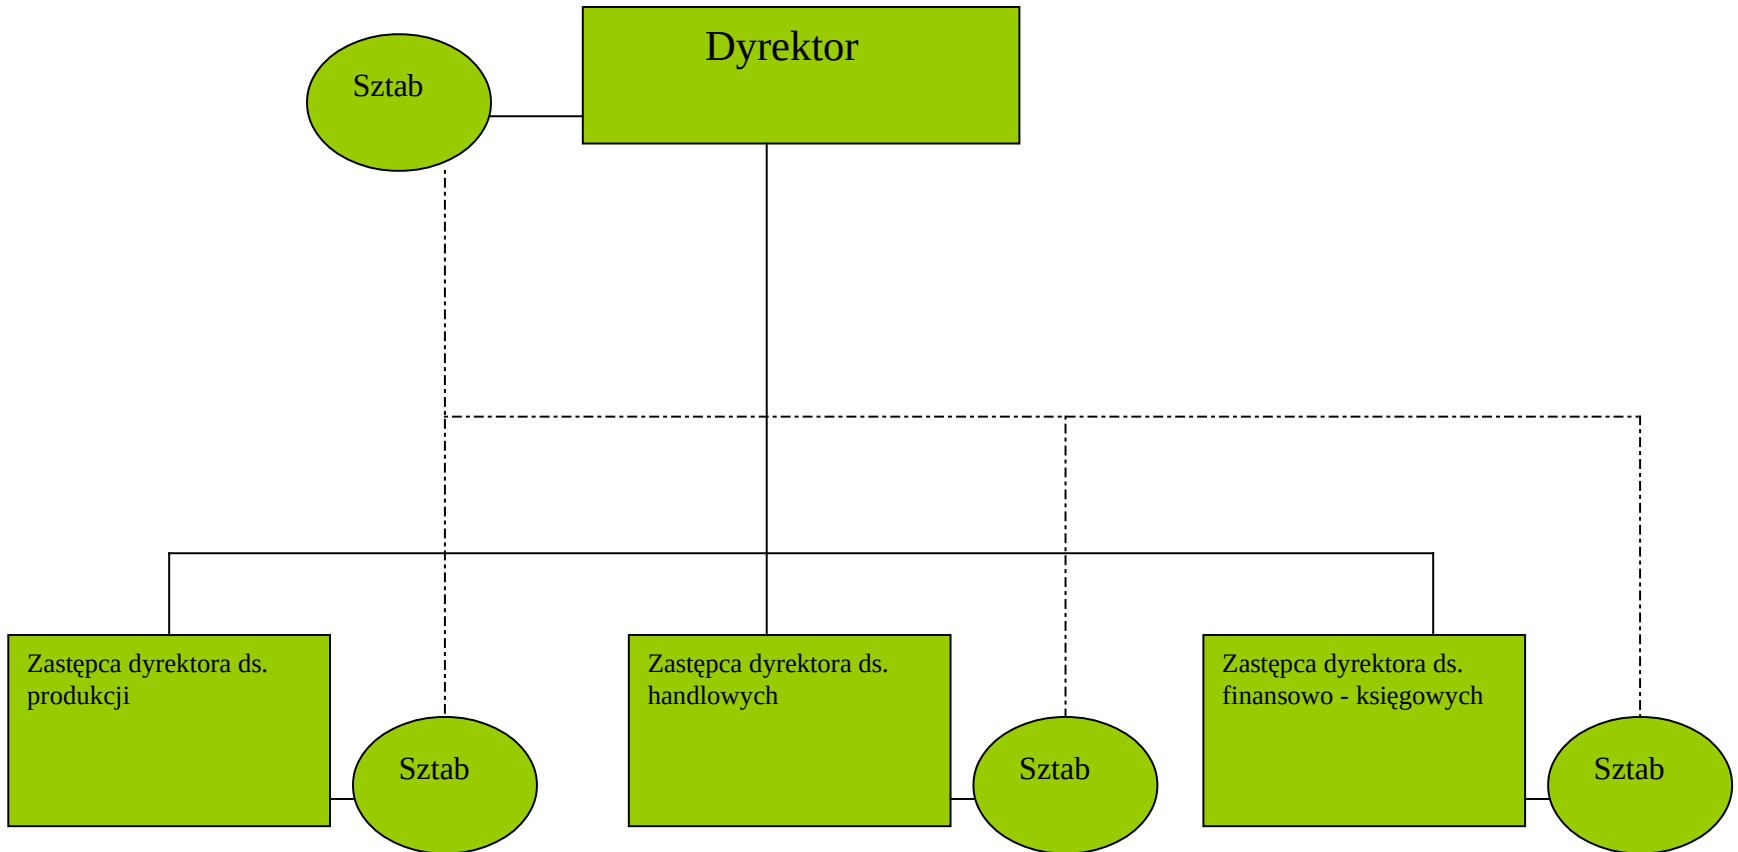 Dyrektor
Sztab
Zastępca dyrektora ds.
produkcji
Sztab
Zastępca dyrektora ds.
handlowych
Sztab
Zastępca dyrektora ds.
finansowo - księgowych
Sztab